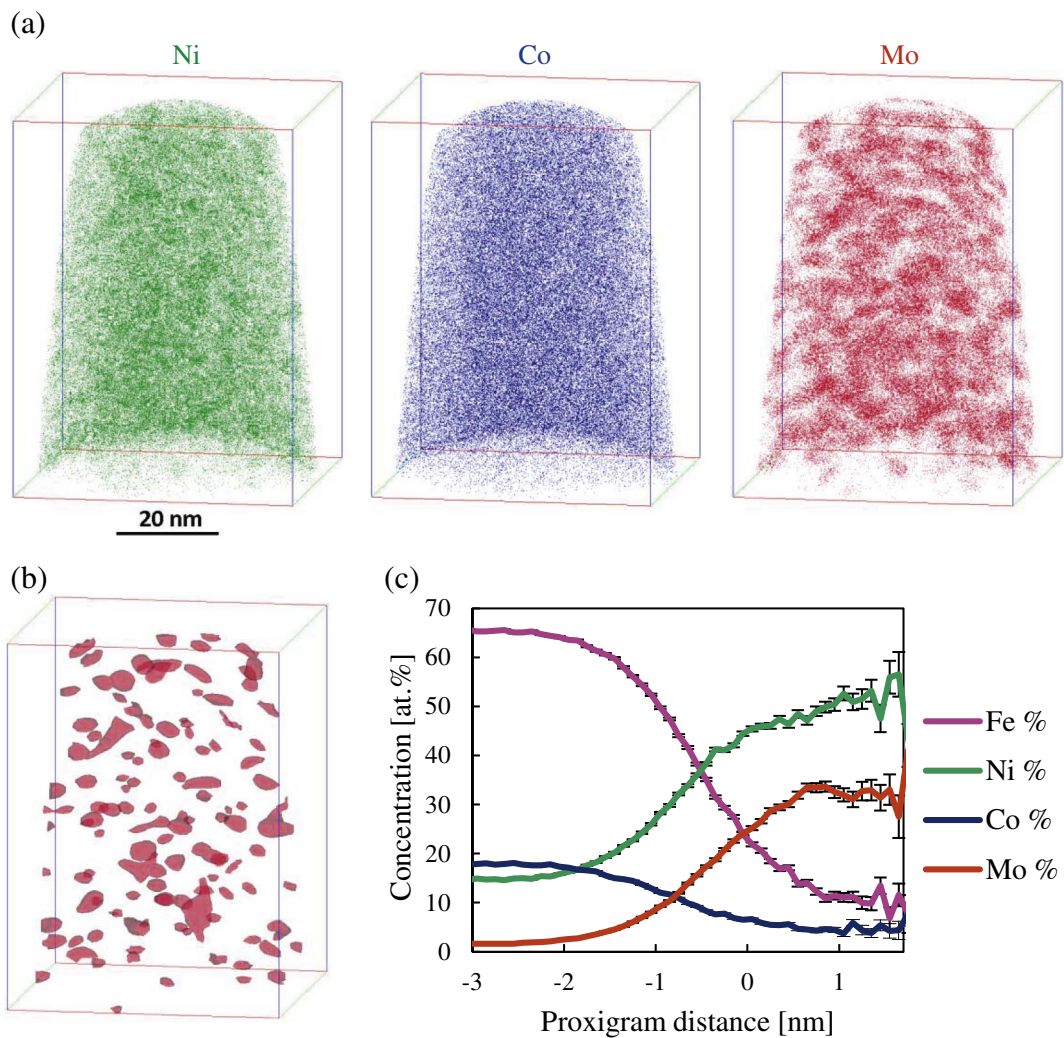 (a)
Ni Co Mo
20 nm
(b)
(c)
Concentration [at.%]
70
60
50
40
30
20
10
0
-3 -2 -1 0 1
Proxigram distance [nm]
Fe %
Ni %
Co %
Mo %